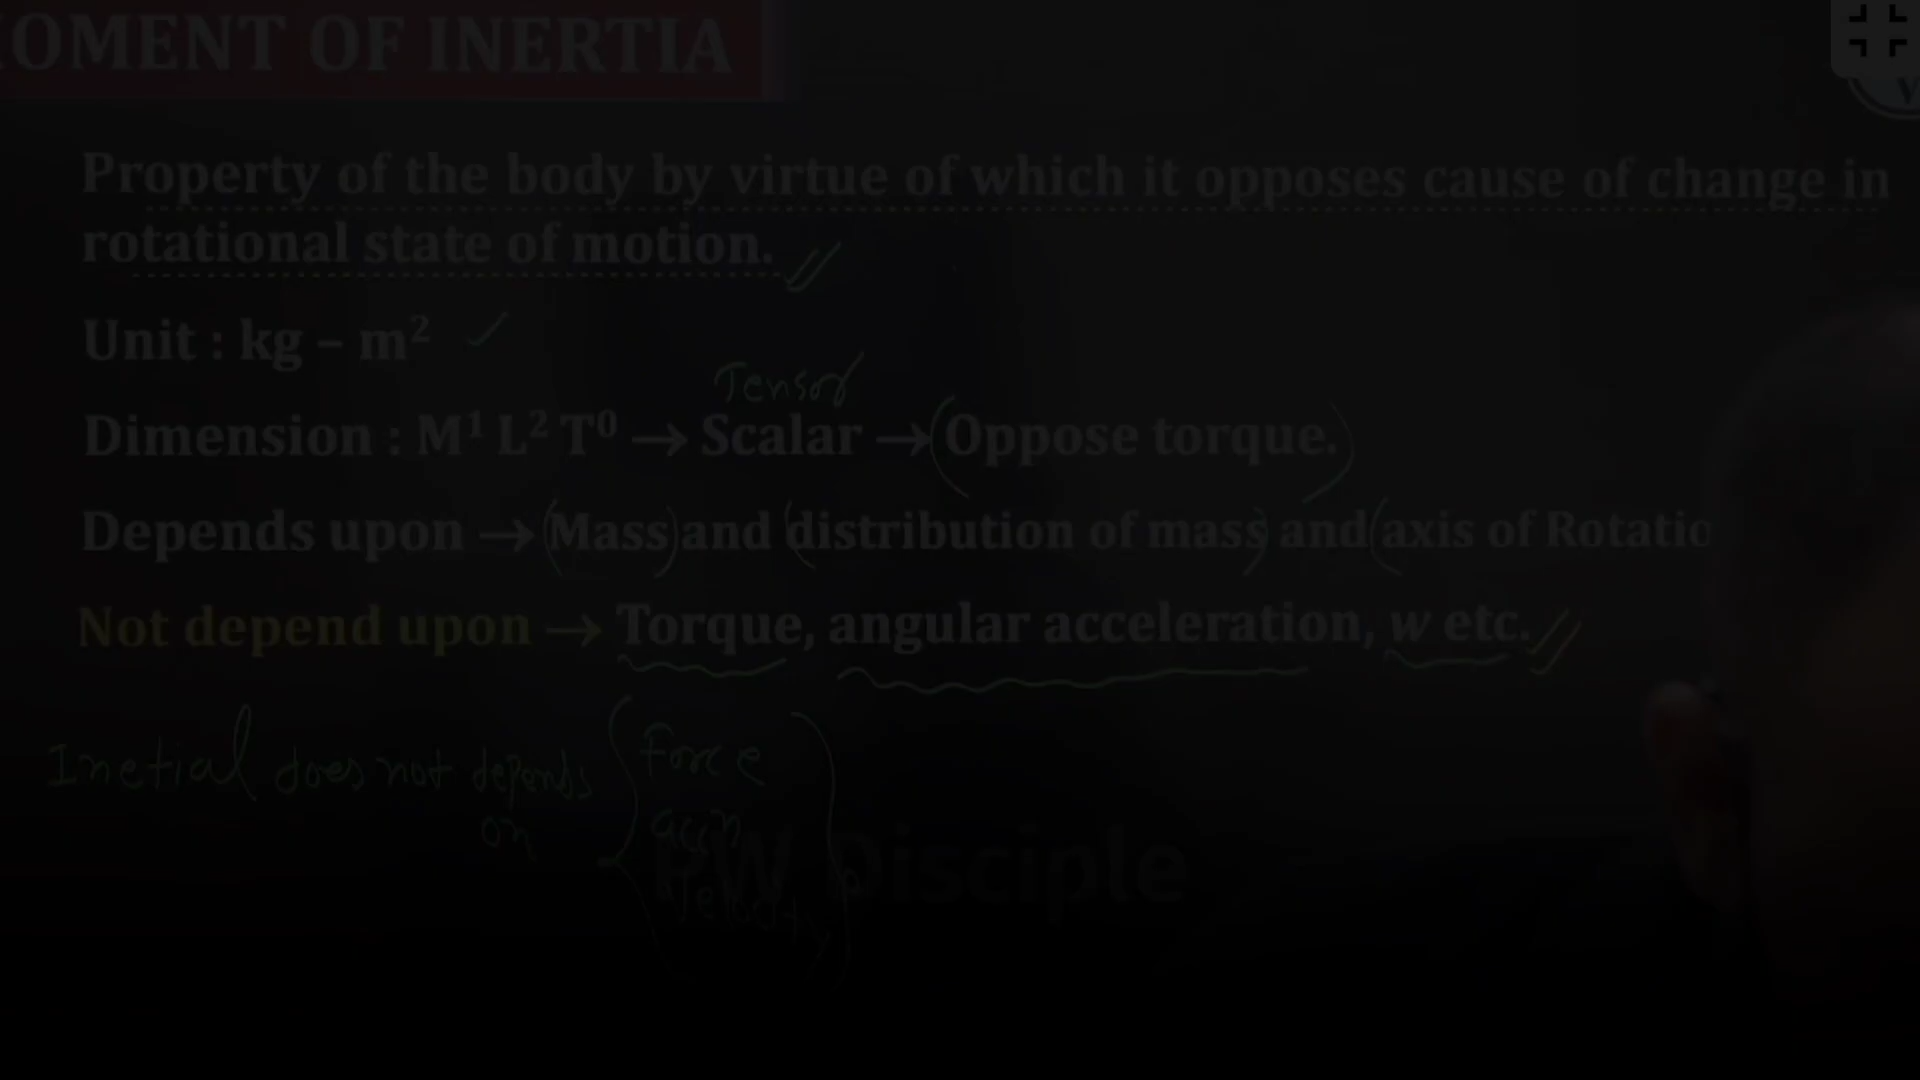 OMENT OF INERTIA
Property of the body by virtue of which it opposes cause of change in
rotational state of motion.
Unit : kg – m²
Tensor
Dimension : M¹ L² T⁰ → Scalar → (Oppose torque.)
Depends upon → (Mass) and (distribution of mass) and (axis of Rotatio
Not depend upon → Torque, angular acceleration, w etc.
Inetial does not depends
on
Force
accn
velocity
PW Disciple